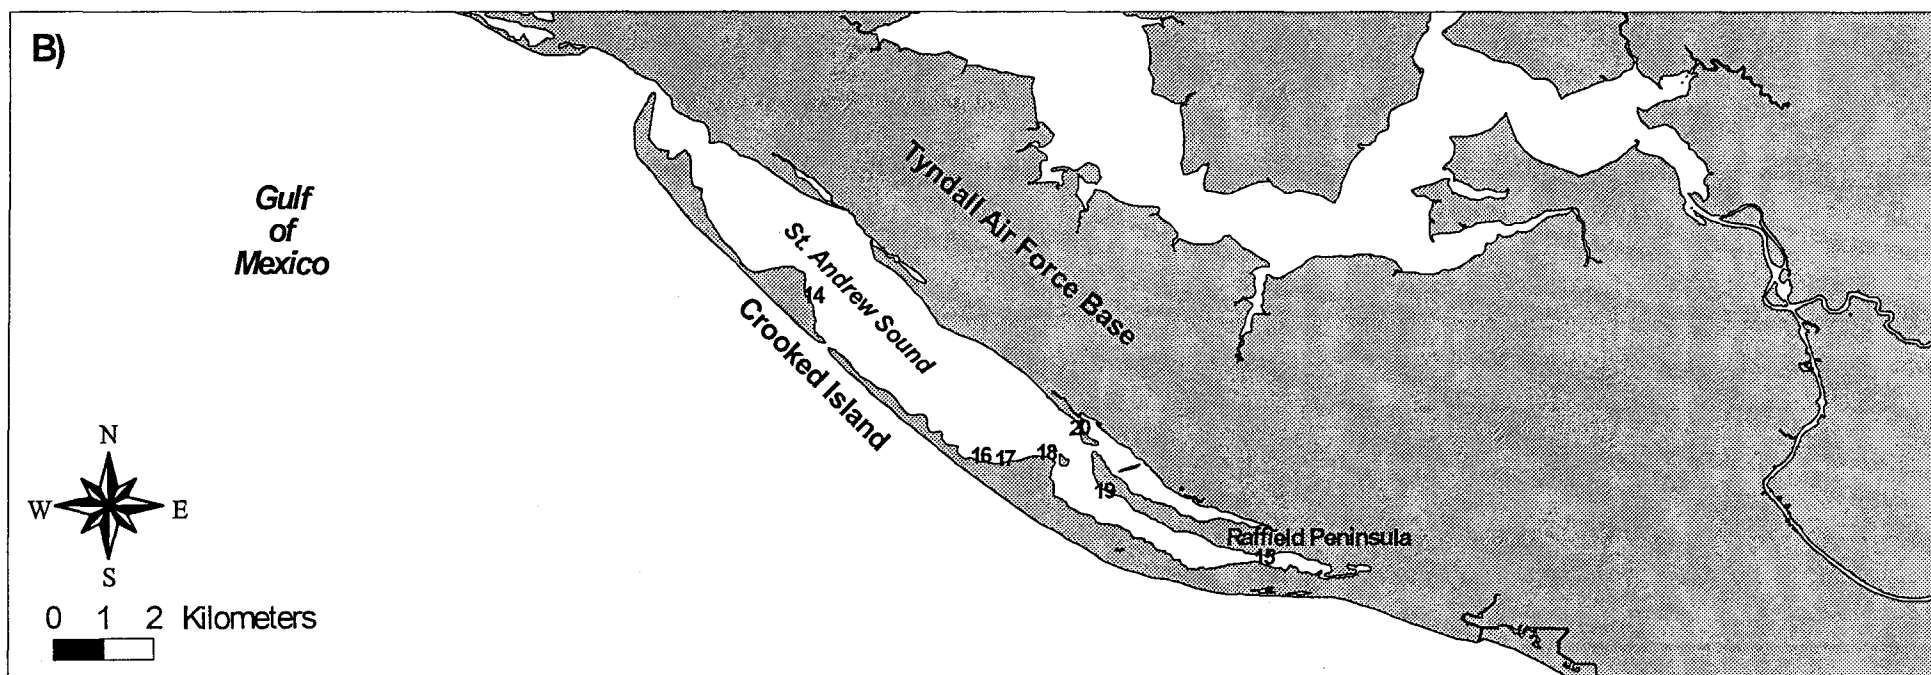 B)
Gulf
of
Mexico
Tyndall Air Force Base
St. Andrew Sound
Crooked Island
14
20
16 17 18
19
Raffield Peninsula
15
N
W E
S
0 1 2 Kilometers